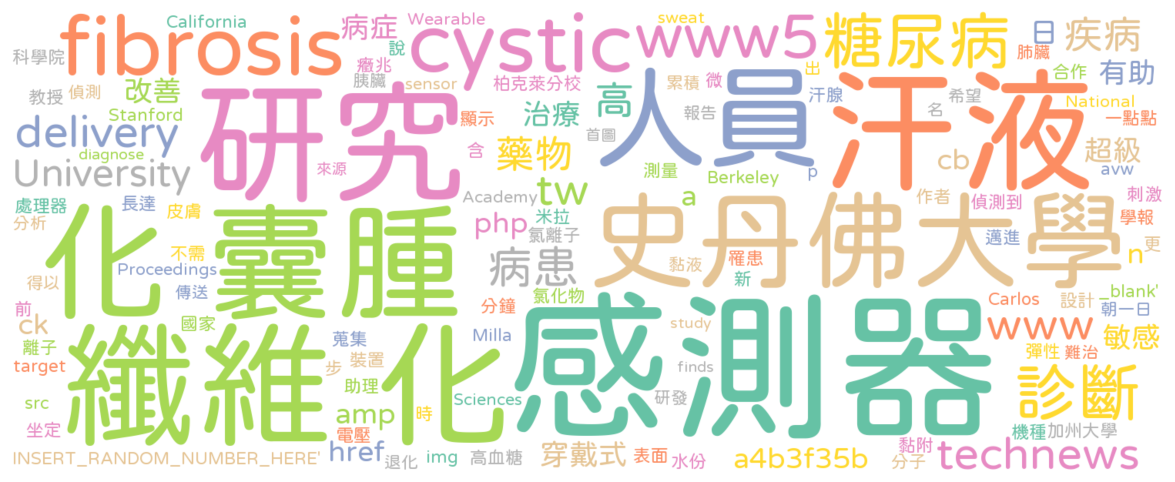 fibrosis
cystic
www5
糖尿病
California
病症
Wearable
說
sweat
日
疾病
科學院
癥兆
胰臟
sensor
柏克萊分校
累積
微
出
肺臟
合作
有助
教授
偵測
改善
研究
治療
高
人員
汗液
報告
汗腺
名
希望
National
一點點
Stanford
delivery
顯示
首圖
diagnose
University
來源
含
藥物
測量
Berkeley
p
cb
超級
avw
處理器
長達
皮膚
Academy
tw
a
作者
偵測到
刺激
學報
分析
化囊腫
php
米拉
氯離子
史丹佛大學
邁進
更
n
不需
Proceedings
傳送
得以
病患
黏液
罹患
新
前
ck
國家
分鐘
氯化物
Carlos
設計
_blank'
朝一日
離子
target
纖維化
蒐集
步
裝置
Milla
感測器
study
finds
www
敏感
彈性
難治
src
助理
Sciences
研發
診斷
坐定
amp
時
電壓
機種
加州大學
INSERT_RANDOM_NUMBER_HERE'
href
退化
img
高血糖
穿戴式
表面
水份
a4b3f35b
黏附
分子
technews